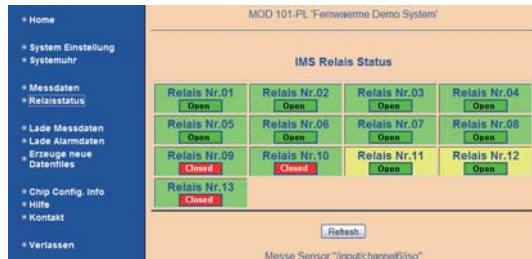 Home
System Einstellung
Systemuhr
Messdaten
Relaisstatus
Lade Messdaten
Lade Alarmdaten
Erzeuge neue
Datenfiles
Chip Config. Info
Hilfe
Kontakt
Verlassen
MOD 101-PL 'Fernwaerme Demo System'
IMS Relais Status
Relais Nr.01 Relais Nr.02 Relais Nr.03 Relais Nr.04
Open Open Open Open
Relais Nr.05 Relais Nr.06 Relais Nr.07 Relais Nr.08
Open Open Open Open
Relais Nr.09 Relais Nr.10 Relais Nr.11 Relais Nr.12
Closed Closed Open Open
Relais Nr.13
Closed
Refresh
Messe Sensor:"/input/channel6/iso"